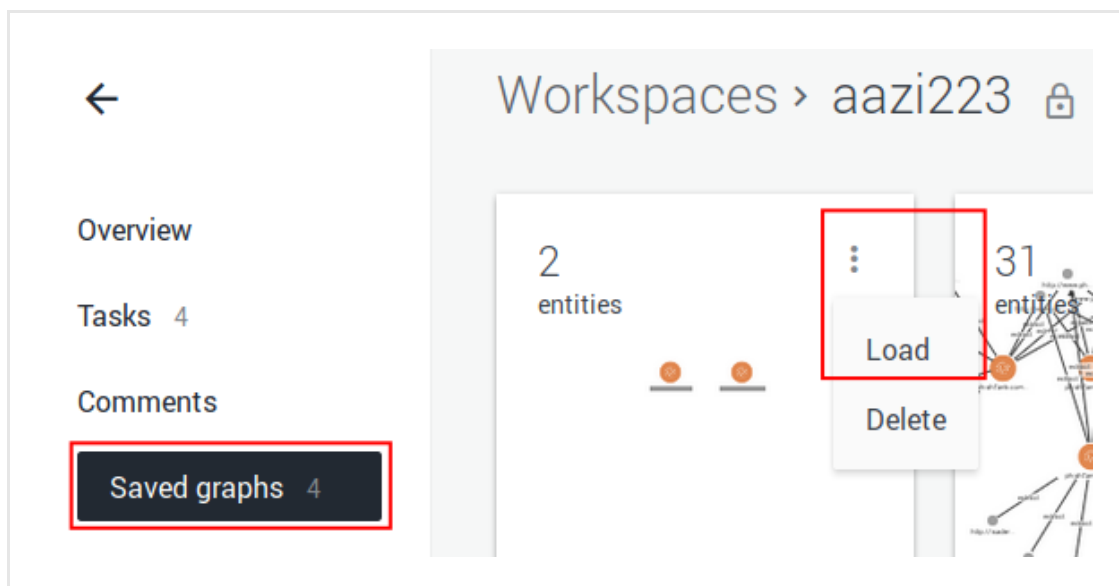 Workspaces › aazi223
Overview
Tasks 4
Comments
Saved graphs 4
2
entities
Load
Delete
31
entities